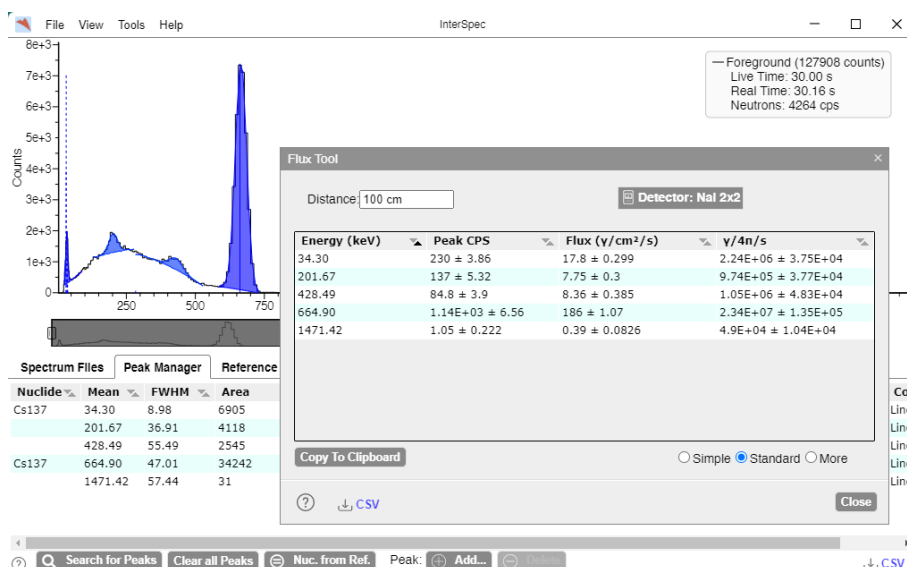 File View Tools Help InterSpec
8e+3
7e+3
6e+3
5e+3
4e+3
3e+3
2e+3
1e+3
0
Counts
250 500 750
Foreground (127908 counts)
Live Time: 30.00 s
Real Time: 30.16 s
Neutrons: 4264 cps
Flux Tool
Distance: 100 cm
Detector: NaI 2x2
Energy (keV) Peak CPS Flux (γ/cm²/s) γ/4π/s
34.30 230 ± 3.86 17.8 ± 0.299 2.24E+06 ± 3.75E+04
201.67 137 ± 5.32 7.75 ± 0.3 9.74E+05 ± 3.77E+04
428.49 84.8 ± 3.9 8.36 ± 0.385 1.05E+06 ± 4.83E+04
664.90 1.14E+03 ± 6.56 186 ± 1.07 2.34E+07 ± 1.35E+05
1471.42 1.05 ± 0.222 0.39 ± 0.0826 4.9E+04 ± 1.04E+04
Copy To Clipboard
Simple Standard More
? CSV
Close
Spectrum Files Peak Manager Reference
Nuclide Mean FWHM Area Co
Cs137 34.30 8.98 6905 Lin
201.67 36.91 4118 Lin
428.49 55.49 2545 Lin
Cs137 664.90 47.01 34242 Lin
1471.42 57.44 31 Lin
? Search for Peaks Clear all Peaks Nuc. from Ref. Peak: Add... Delete CSV